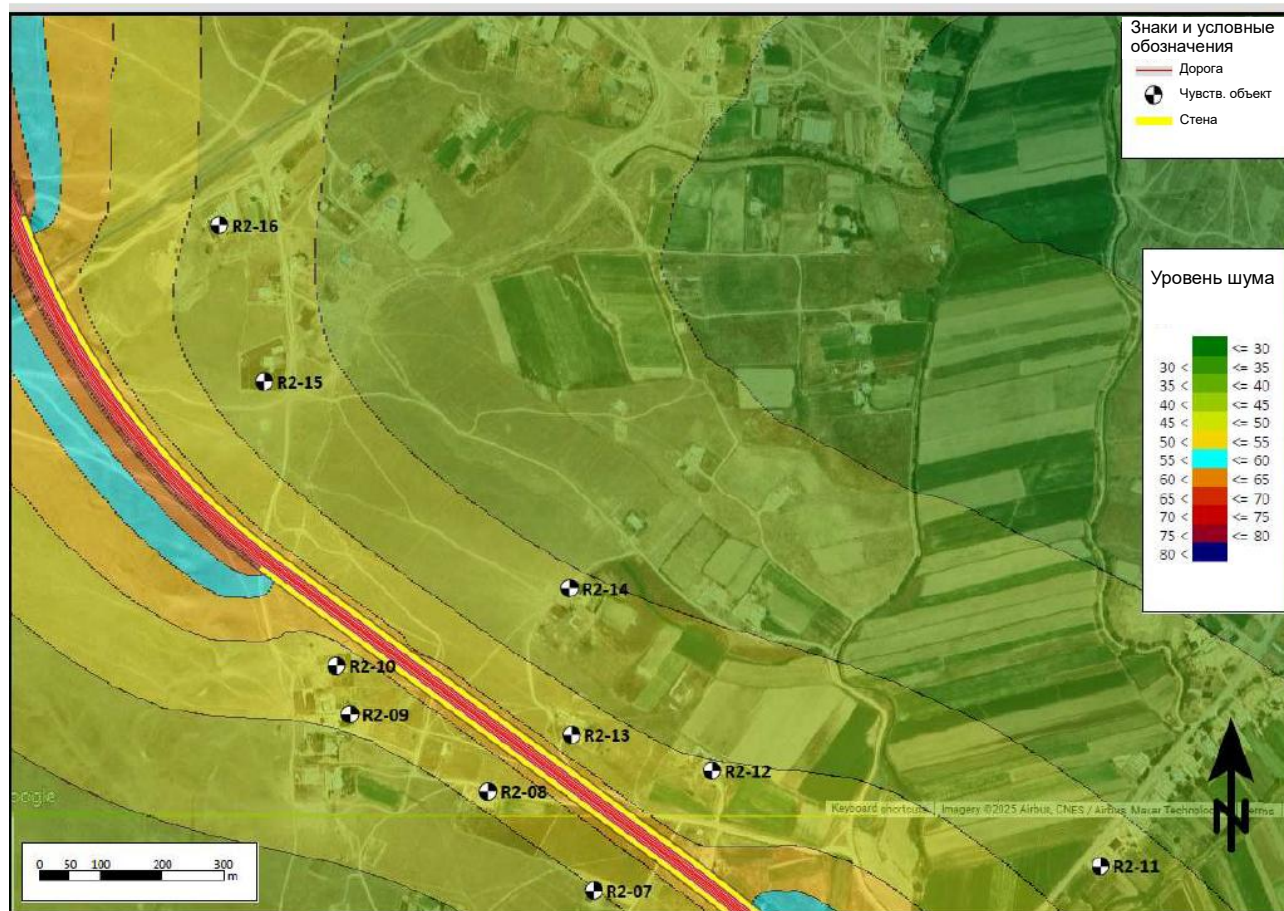 Знаки и условные
обозначения
Дорога
Чувств. объект
Стена
R2-16
Уровень шума
<= 30
30 < <= 35
35 < <= 40
40 < <= 45
45 < <= 50
50 < <= 55
55 < <= 60
60 < <= 65
65 < <= 70
70 < <= 75
75 < <= 80
80 <
R2-15
R2-14
R2-10
R2-09
R2-13
R2-12
R2-08
oogle
Keyboard shortcuts Imagery ©2025 Airbus, CNES / Airbus, Maxar Technologies Terms
N
0 50 100 200 300
m
R2-11
R2-07